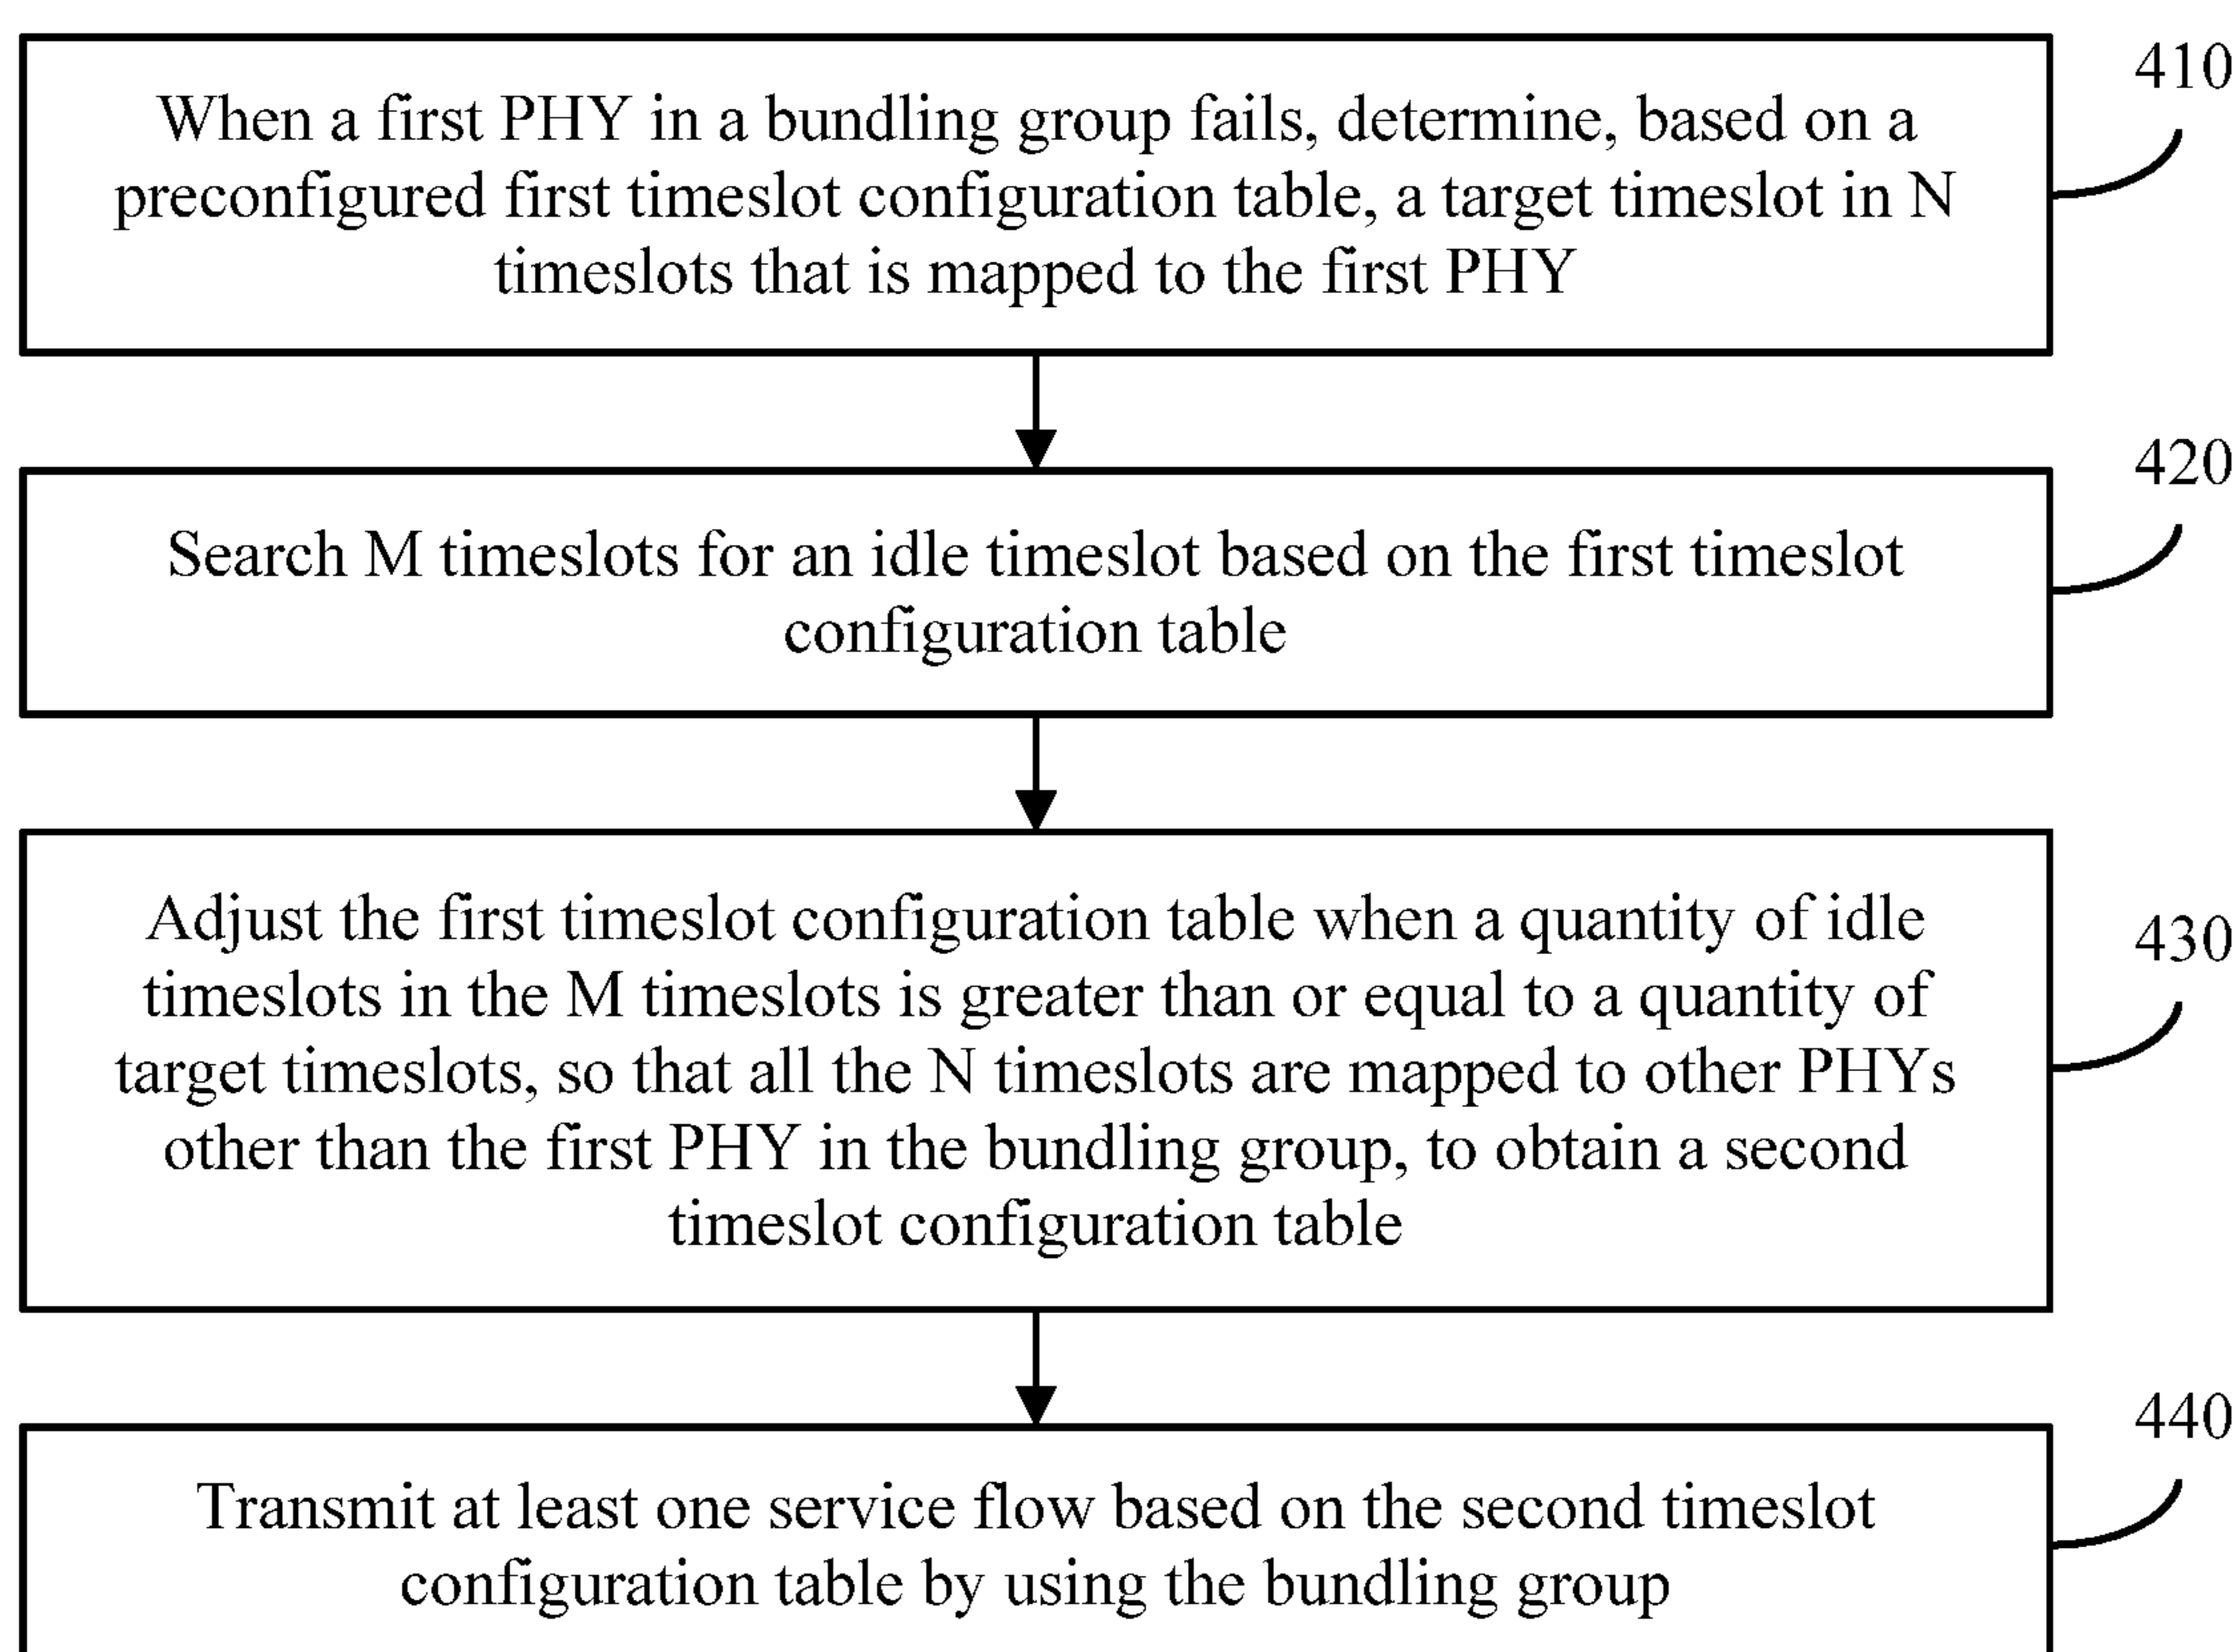 410
When a first PHY in a bundling group fails, determine, based on a
preconfigured first timeslot configuration table, a target timeslot in N
timeslots that is mapped to the first PHY
420
Search M timeslots for an idle timeslot based on the first timeslot
configuration table
430
Adjust the first timeslot configuration table when a quantity of idle
timeslots in the M timeslots is greater than or equal to a quantity of
target timeslots, so that all the N timeslots are mapped to other PHYs
other than the first PHY in the bundling group, to obtain a second
timeslot configuration table
440
Transmit at least one service flow based on the second timeslot
configuration table by using the bundling group